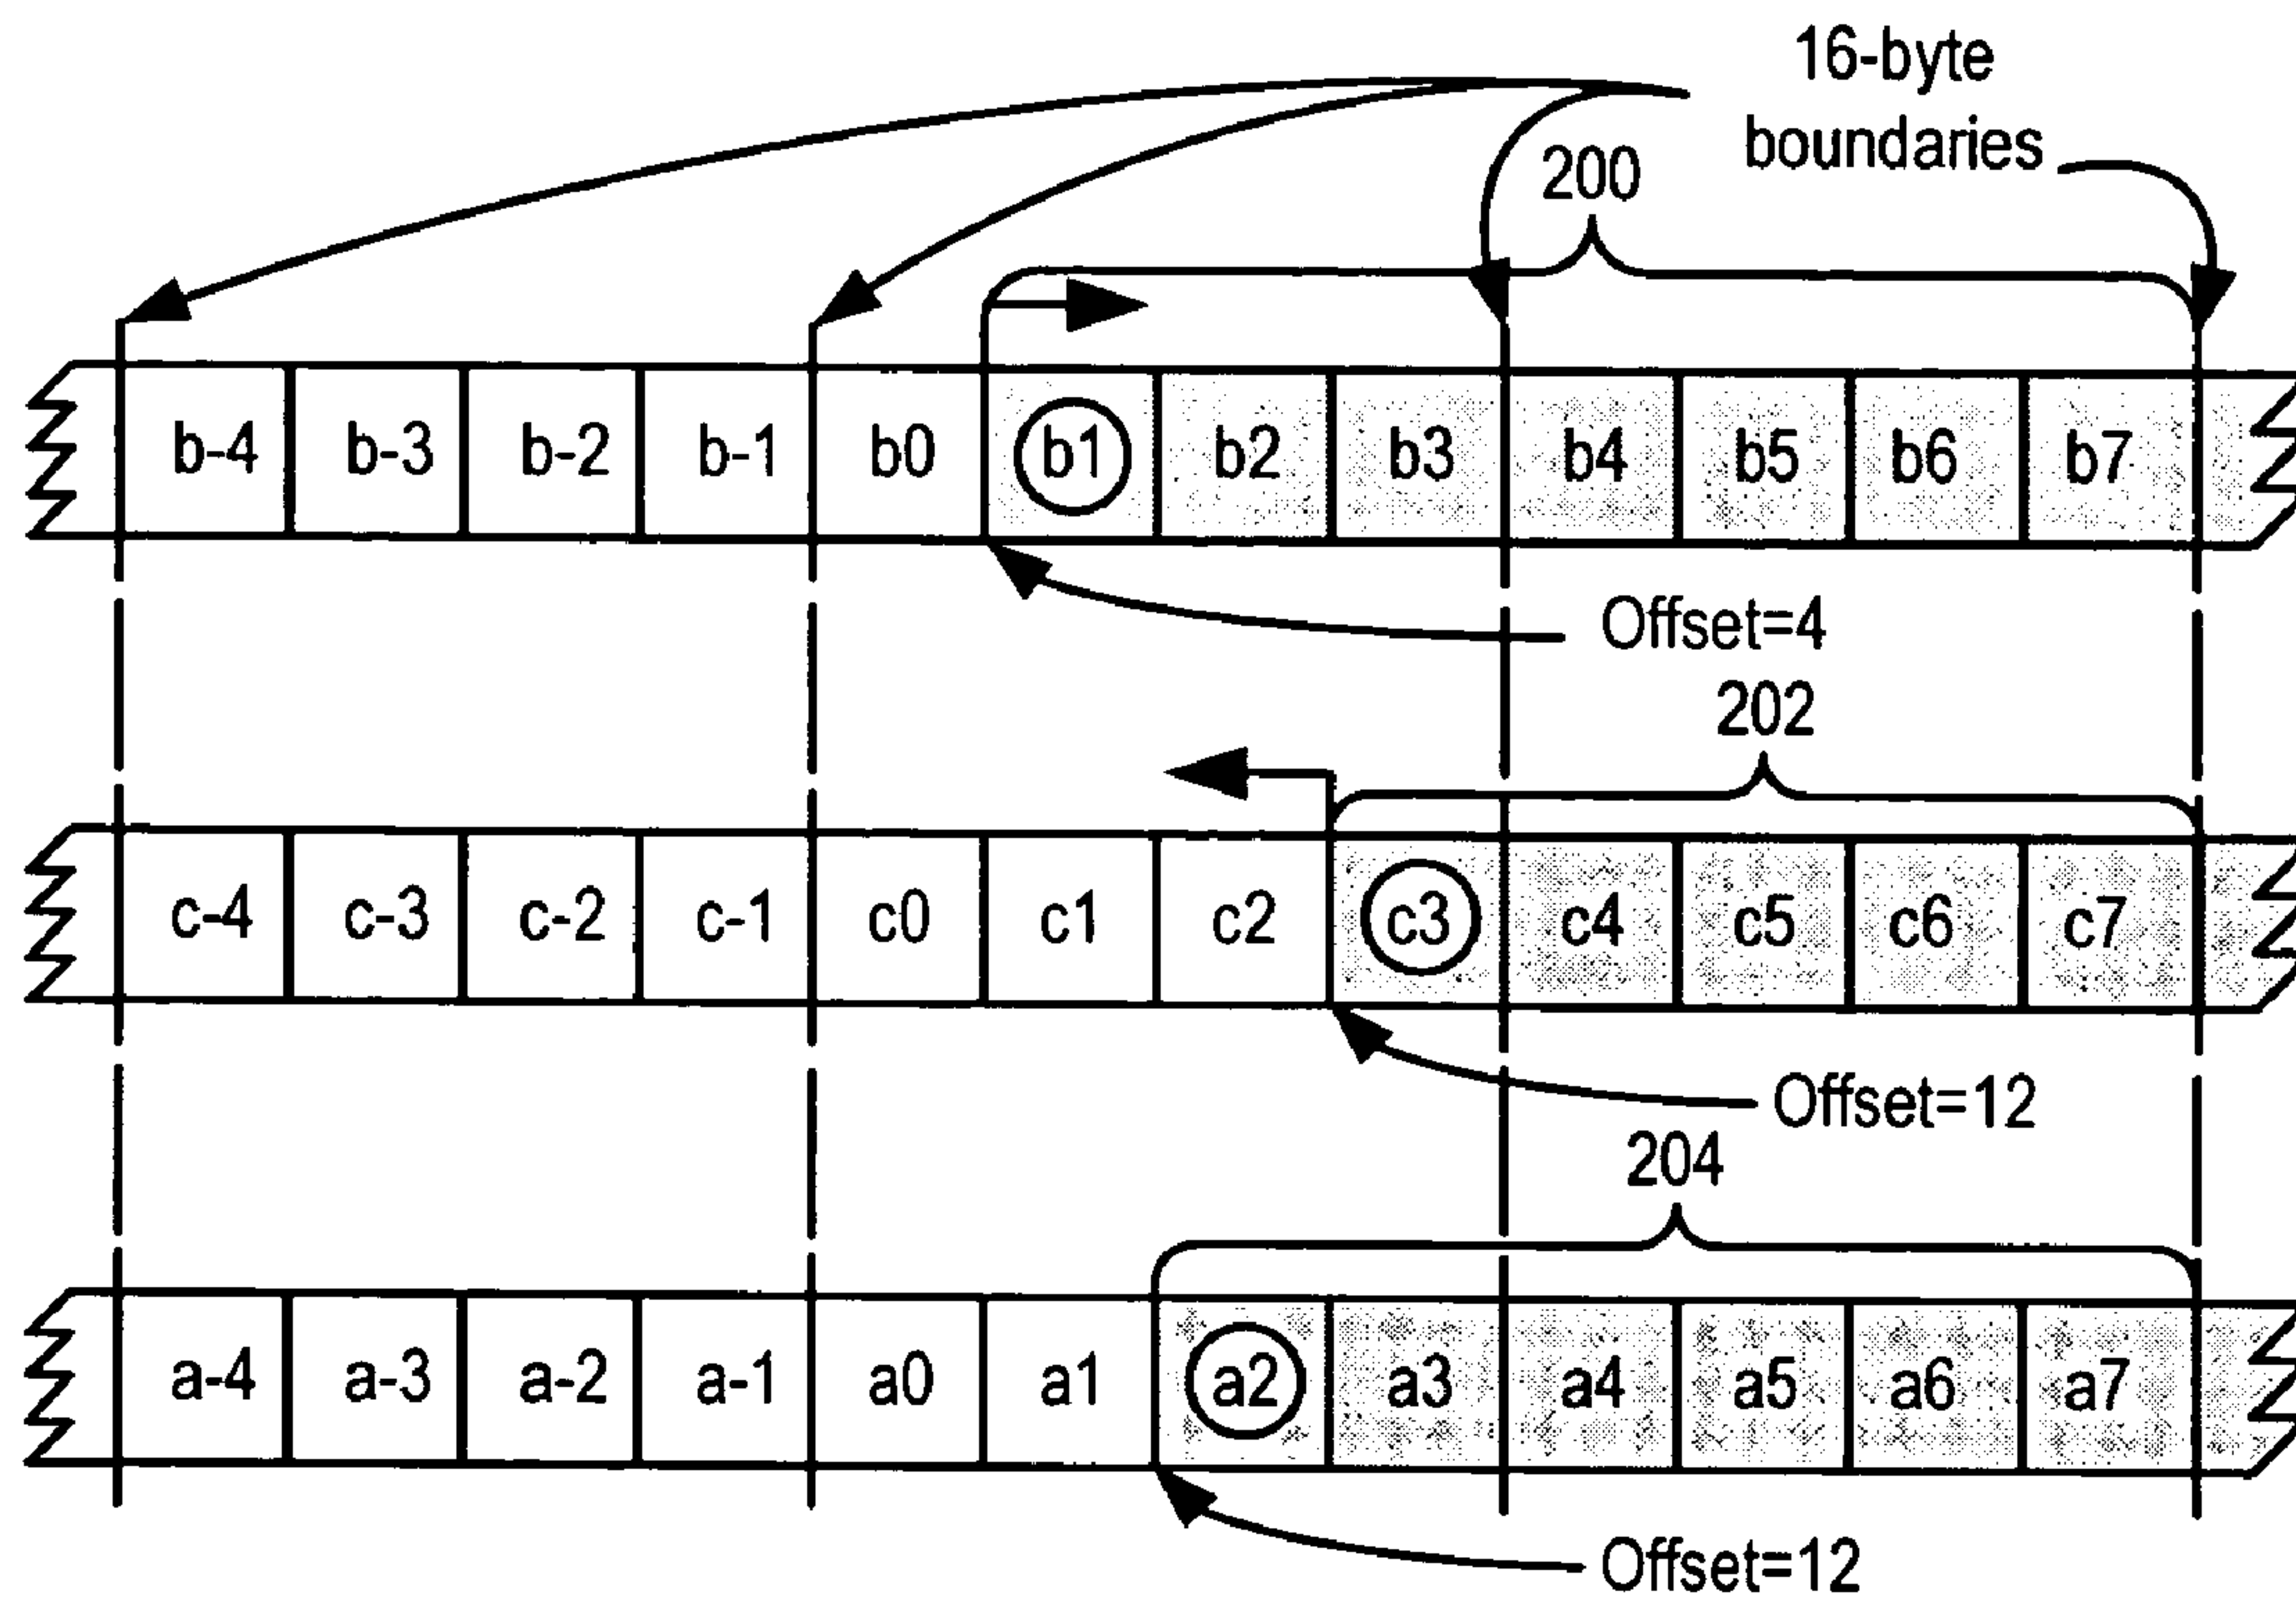 16-byte
boundaries
200
b-4 b-3 b-2 b-1 b0 b1 b2 b3 b4 b5 b6 b7
Offset=4
202
c-4 c-3 c-2 c-1 c0 c1 c2 c3 c4 c5 c6 c7
Offset=12
204
a-4 a-3 a-2 a-1 a0 a1 a2 a3 a4 a5 a6 a7
Offset=12